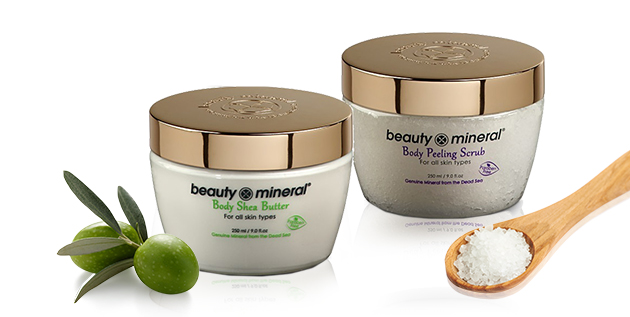 beauty mineral®
Body Shea Butter
For all skin types
250 ml / 9.0 fl.oz
Genuine Mineral from the Dead Sea
beauty mineral®
Body Peeling Scrub
For all skin types
250 ml / 9.0 fl.oz
Genuine Mineral from the Dead Sea